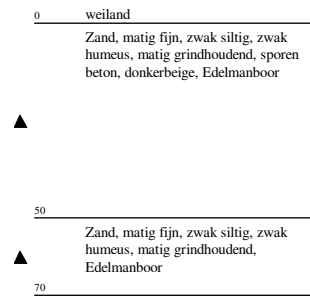 0 weiland
Zand, matig fijn, zwak siltig, zwak
humeus, matig grindhoudend, sporen
beton, donkerbeige, Edelmanboor
50
Zand, matig fijn, zwak siltig, zwak
humeus, matig grindhoudend,
Edelmanboor
70